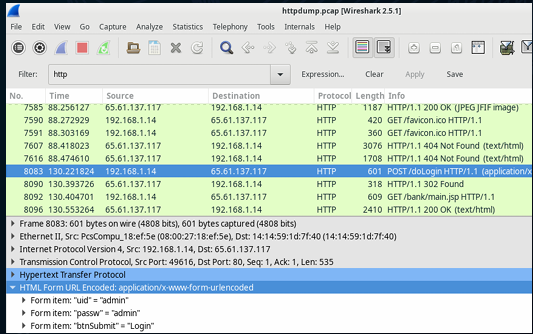 httpdump.pcap [Wireshark 2.5.1]
File Edit View Go Capture Analyze Statistics Telephony Tools Internals Help
Filter: http Expression... Clear Apply Save
No. Time Source Destination Protocol Length Info
7585 88.256127 65.61.137.117 192.168.1.14 HTTP 1187 HTTP/1.1 200 OK (JPEG JFIF image)
7590 88.272929 192.168.1.14 65.61.137.117 HTTP 420 GET /favicon.ico HTTP/1.1
7591 88.303169 192.168.1.14 65.61.137.117 HTTP 360 GET /favicon.ico HTTP/1.1
7607 88.418023 65.61.137.117 192.168.1.14 HTTP 3076 HTTP/1.1 404 Not Found (text/html)
7616 88.474610 65.61.137.117 192.168.1.14 HTTP 1708 HTTP/1.1 404 Not Found (text/html)
8083 130.221824 192.168.1.14 65.61.137.117 HTTP 601 POST /doLogin HTTP/1.1 (application/x
8090 130.393726 65.61.137.117 192.168.1.14 HTTP 318 HTTP/1.1 302 Found
8092 130.404701 192.168.1.14 65.61.137.117 HTTP 609 GET /bank/main.jsp HTTP/1.1
8096 130.553264 65.61.137.117 192.168.1.14 HTTP 2410 HTTP/1.1 200 OK (text/html)
Frame 8083: 601 bytes on wire (4808 bits), 601 bytes captured (4808 bits)
Ethernet II, Src: PcsCompu_18:ef:5e (08:00:27:18:ef:5e), Dst: 14:14:59:1d:7f:40 (14:14:59:1d:7f:40)
Internet Protocol Version 4, Src: 192.168.1.14, Dst: 65.61.137.117
Transmission Control Protocol, Src Port: 49616, Dst Port: 80, Seq: 1, Ack: 1, Len: 535
Hypertext Transfer Protocol
HTML Form URL Encoded: application/x-www-form-urlencoded
Form item: "uid" = "admin"
Form item: "passw" = "admin"
Form item: "btnSubmit" = "Login"